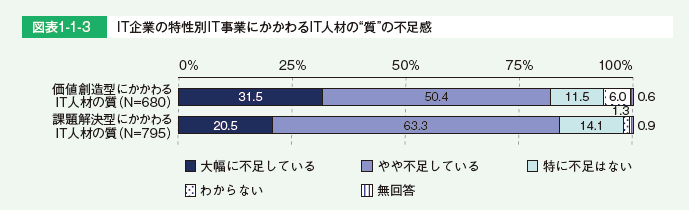 図表1-1-3 IT企業の特性別IT事業にかかわるIT人材の“質”の不足感
0% 25% 50% 75% 100%
価値創造型にかかわる
IT人材の質（N=680）
31.5 50.4 11.5 6.0 0.6
課題解決型にかかわる
IT人材の質（N=795）
1.3
20.5 63.3 14.1 0.9
大幅に不足している やや不足している 特に不足はない
わからない 無回答